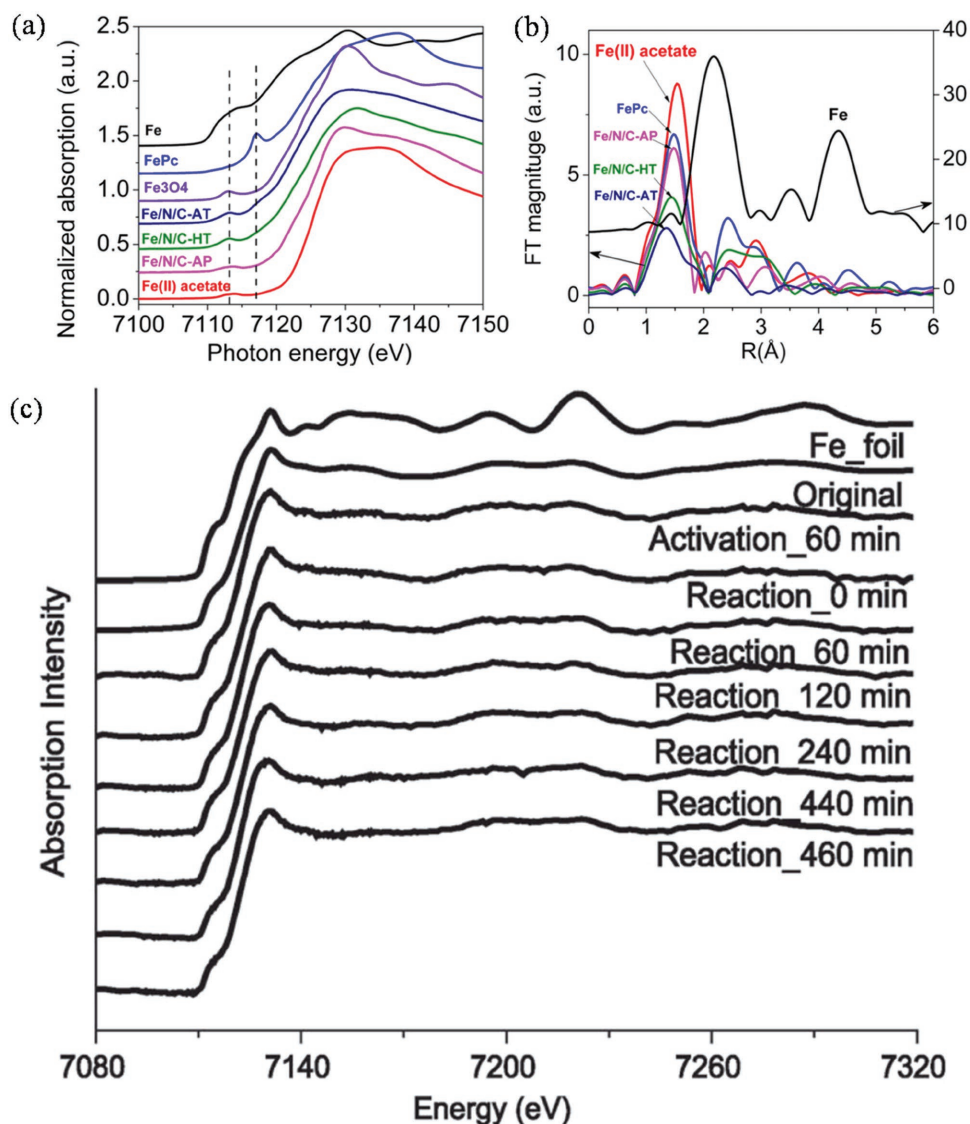 (a)
Normalized absorption (a.u.)
2.5
2.0
1.5
1.0
0.5
0.0
Fe
FePc
Fe3O4
Fe/N/C-AT
Fe/N/C-HT
Fe/N/C-AP
Fe(II) acetate
7100 7110 7120 7130 7140 7150
Photon energy (eV)
(b)
FT magnituge (a.u.)
10
5
0
Fe(II) acetate
FePc
Fe/N/C-AP
Fe/N/C-HT
Fe/N/C-AT
Fe
40
30
20
10
0
0 1 2 3 4 5 6
R(Å)
(c)
Absorption Intensity
Fe_foil
Original
Activation_60 min
Reaction_0 min
Reaction_60 min
Reaction_120 min
Reaction_240 min
Reaction_440 min
Reaction_460 min
7080 7140 7200 7260 7320
Energy (eV)